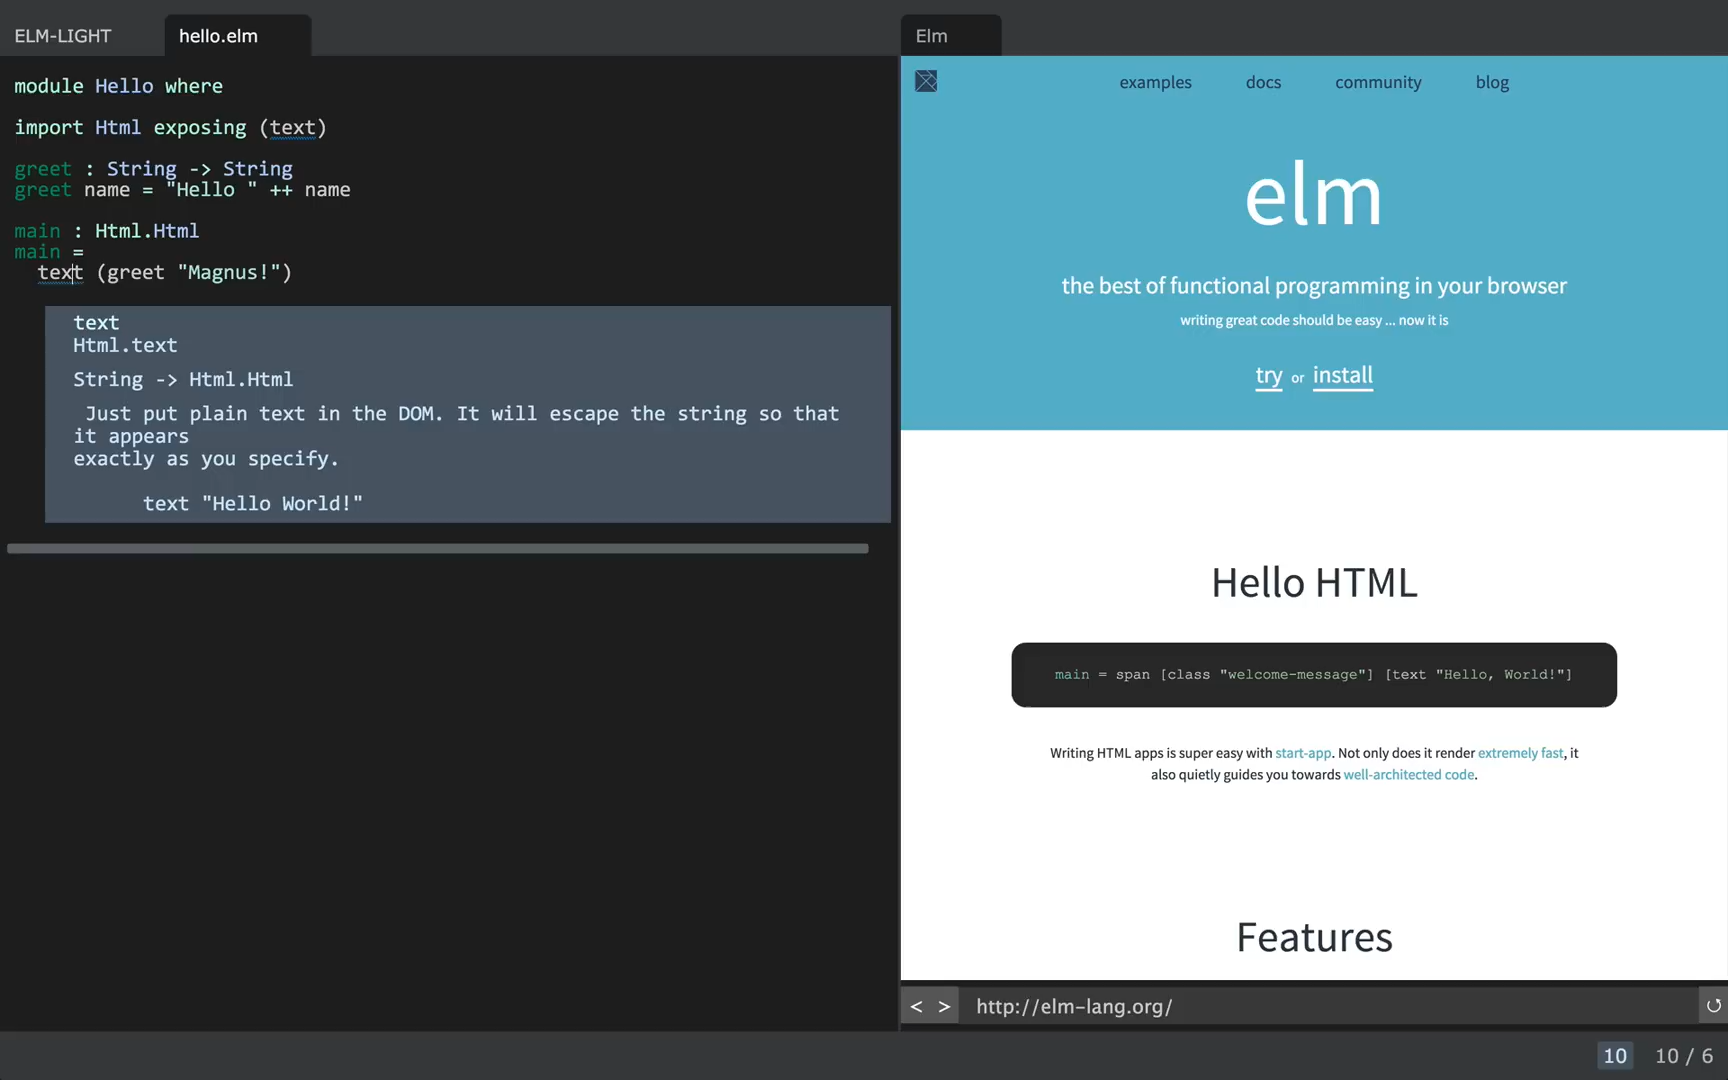 ELM-LIGHT
hello.elm
module Hello where
import Html exposing (text)
greet : String -> String
greet name = "Hello " ++ name
main : Html.Html
main =
text (greet "Magnus!")
text
Html.text
String -> Html.Html
Just put plain text in the DOM. It will escape the string so that
it appears
exactly as you specify.
text "Hello World!"
Elm
examples docs community blog
elm
the best of functional programming in your browser
writing great code should be easy ... now it is
try or install
Hello HTML
main = span [class "welcome-message"] [text "Hello, World!"]
Writing HTML apps is super easy with start-app. Not only does it render extremely fast, it
also quietly guides you towards well-architected code.
Features
< > http://elm-lang.org/
10 10 / 6